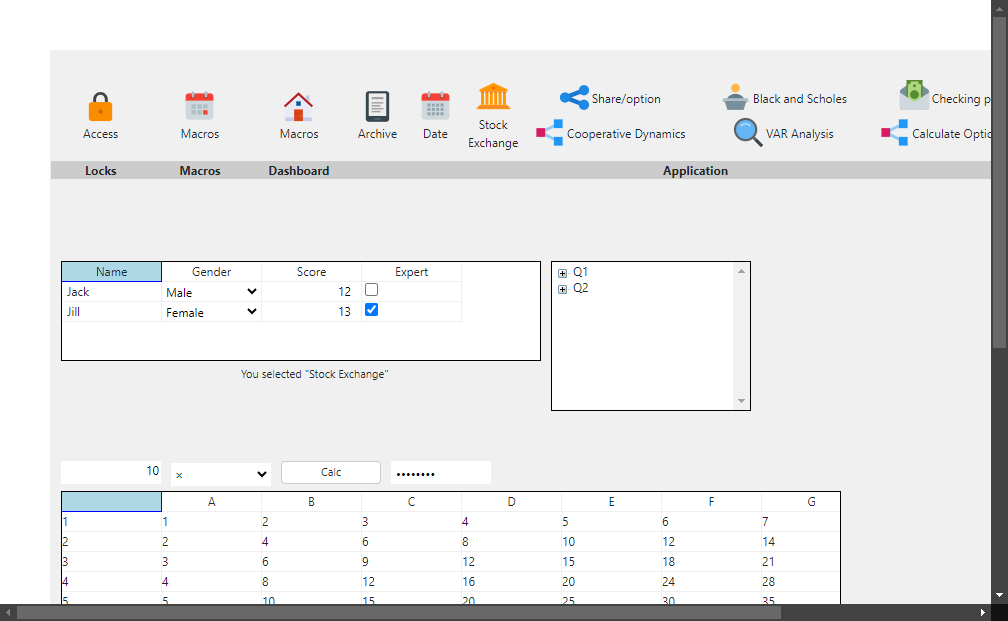 Access
Macros
Macros
Archive
Date
Stock
Exchange
Share/option
Cooperative Dynamics
Black and Scholes
VAR Analysis
Checking p
Calculate Optio
Locks
Macros
Dashboard
Application
Name Gender Score Expert
Jack Male 12
Jill Female 13
Q1
Q2
You selected "Stock Exchange"
10 × Calc ••••••••
A B C D E F G
1 1 2 3 4 5 6 7
2 2 4 6 8 10 12 14
3 3 6 9 12 15 18 21
4 4 8 12 16 20 24 28
5 5 10 15 20 25 30 35